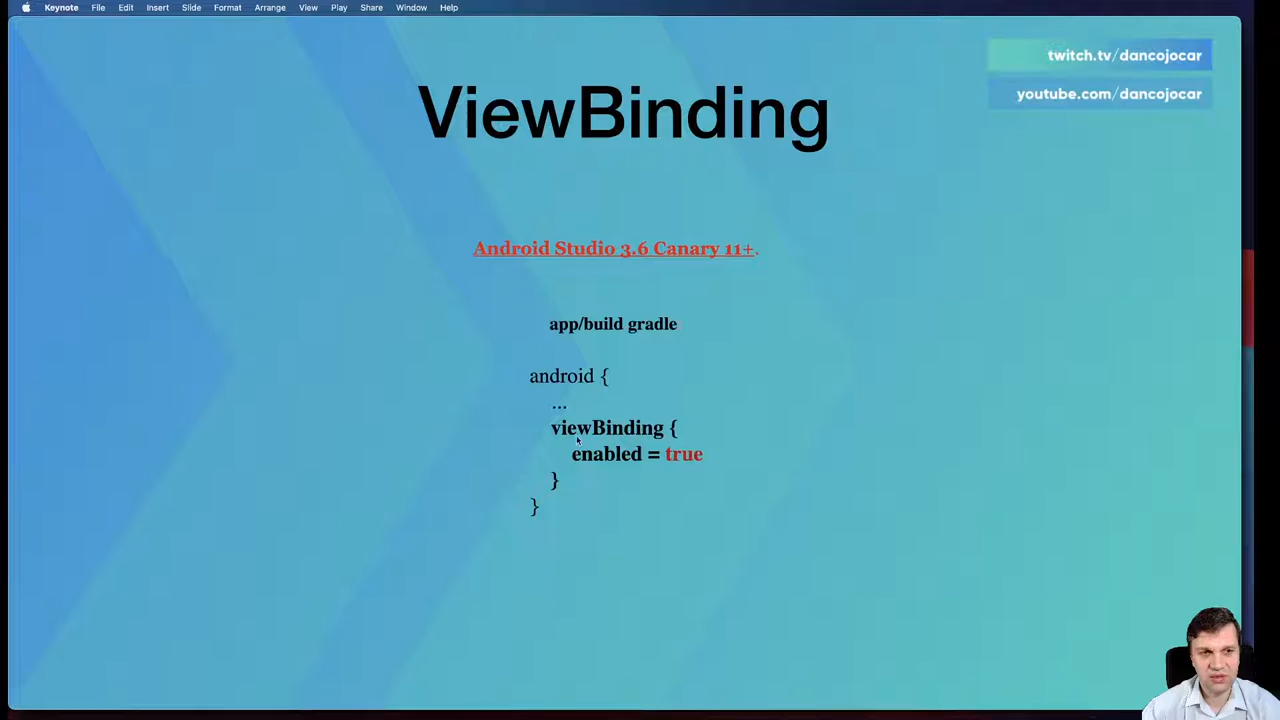 Keynote File Edit Insert Slide Format Arrange View Play Share Window Help
twitch.tv/dancojocar
youtube.com/dancojocar
ViewBinding
Android Studio 3.6 Canary 11+.
app/build gradle
android {
...
viewBinding {
enabled = true
}
}